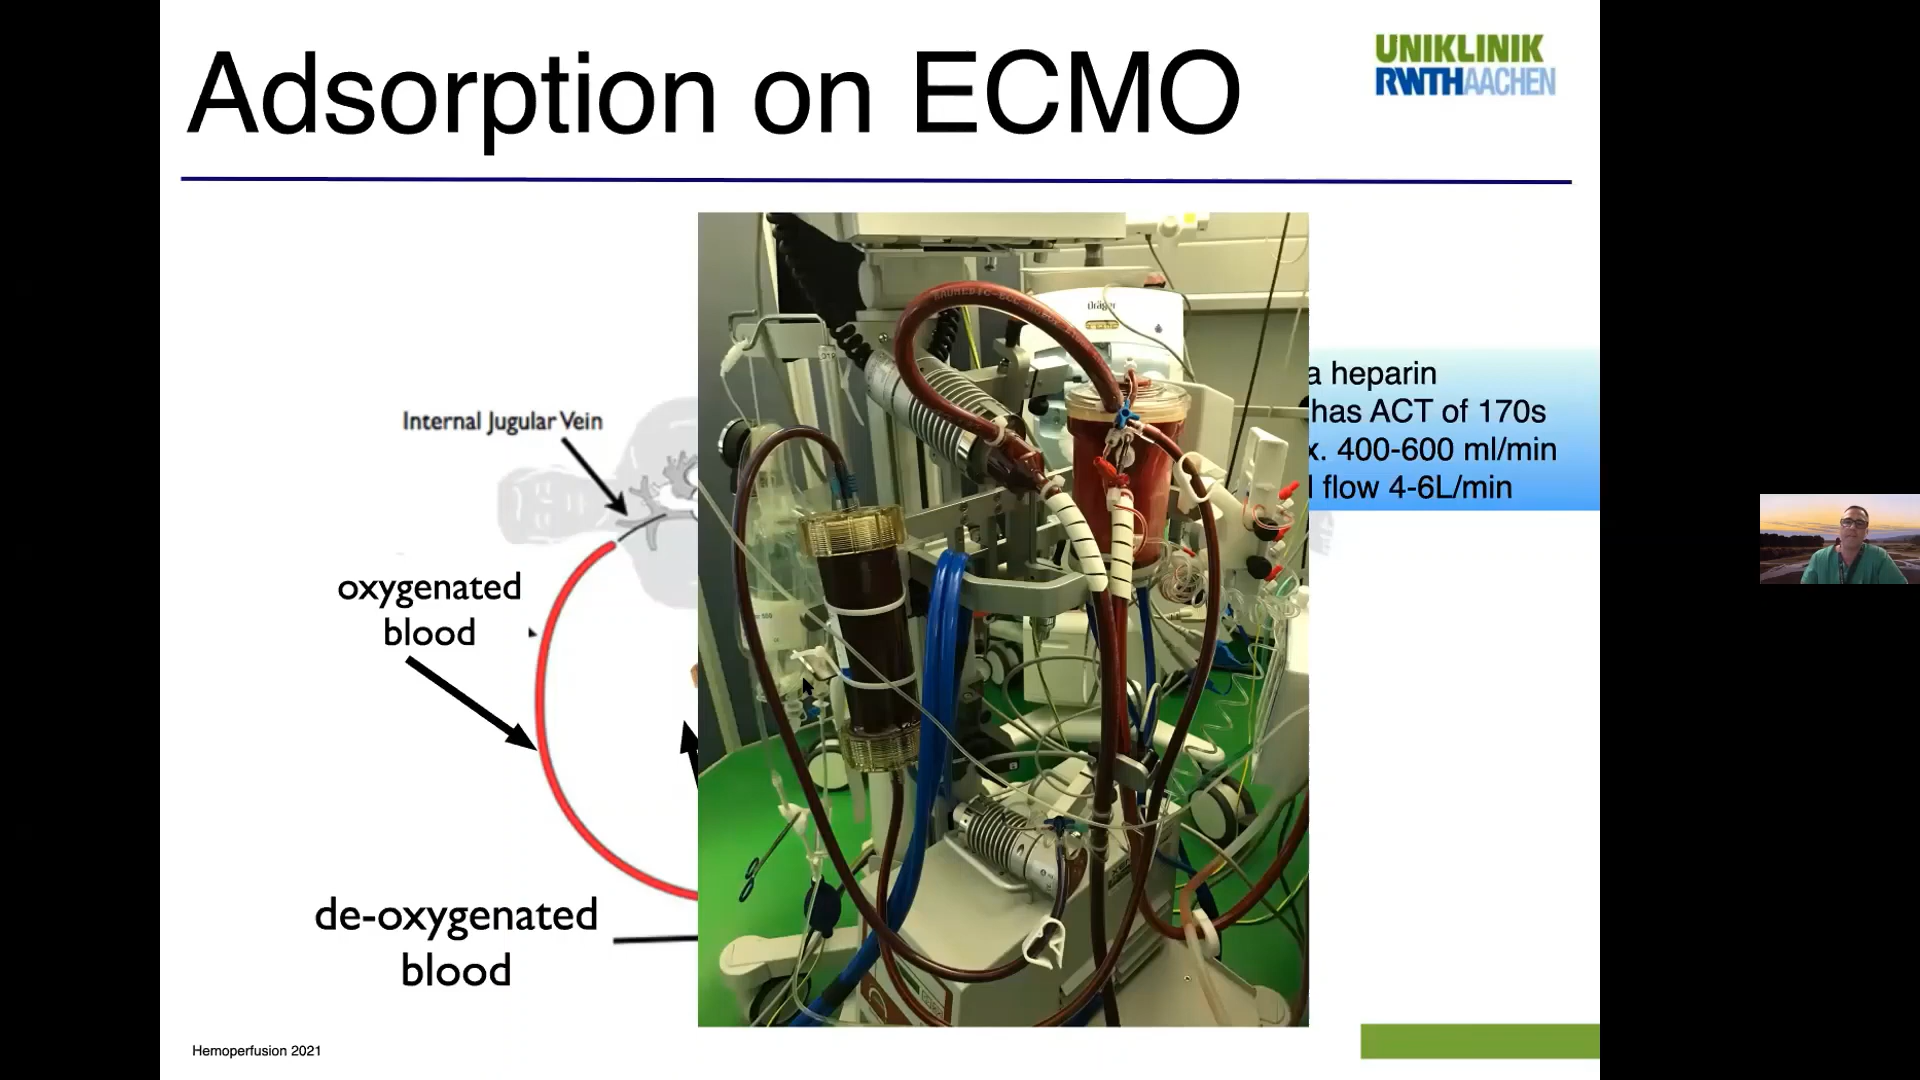 Adsorption on ECMO
UNIKLINIK
RWTHAACHEN
Dräger
a heparin
has ACT of 170s
x. 400-600 ml/min
flow 4-6L/min
Internal Jugular Vein
oxygenated
blood
de-oxygenated
blood
Hemoperfusion 2021